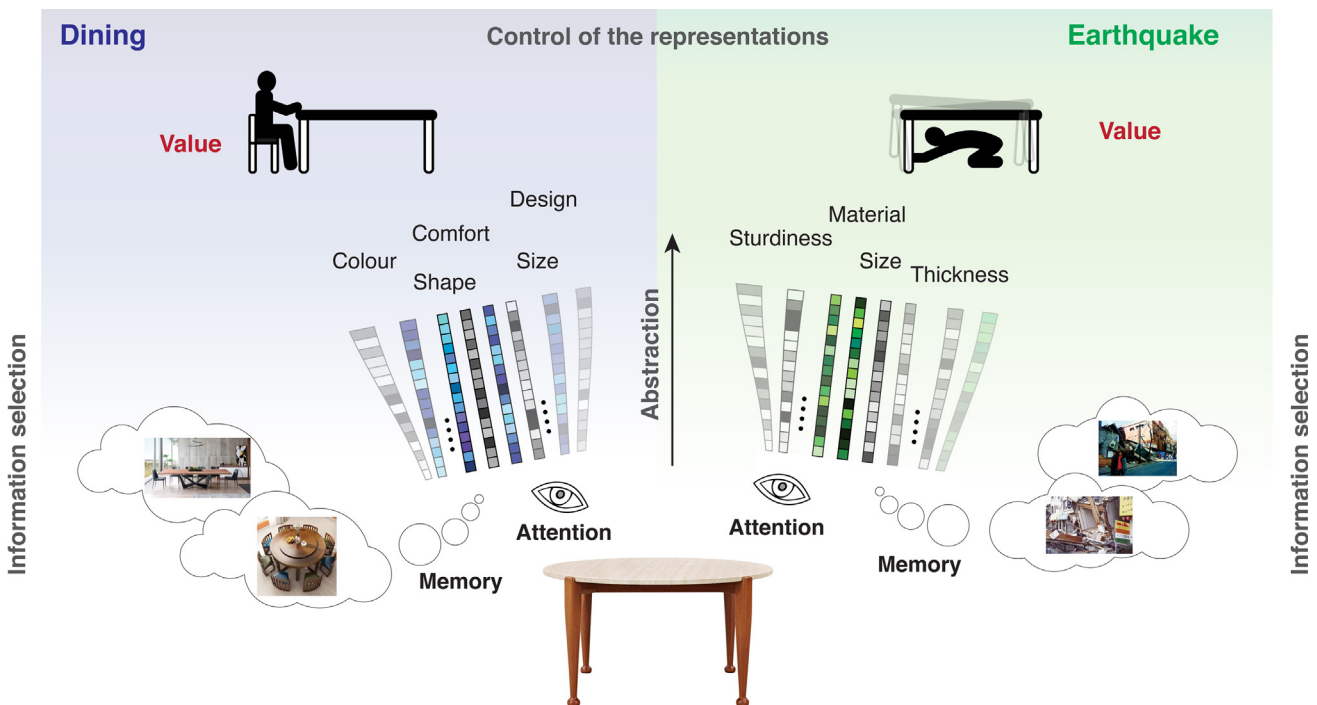 Dining
Control of the representations
Earthquake
Value
Value
Design
Comfort
Colour
Size
Shape
Material
Sturdiness
Size
Thickness
Abstraction
Information selection
Information selection
Attention
Memory
Attention
Memory